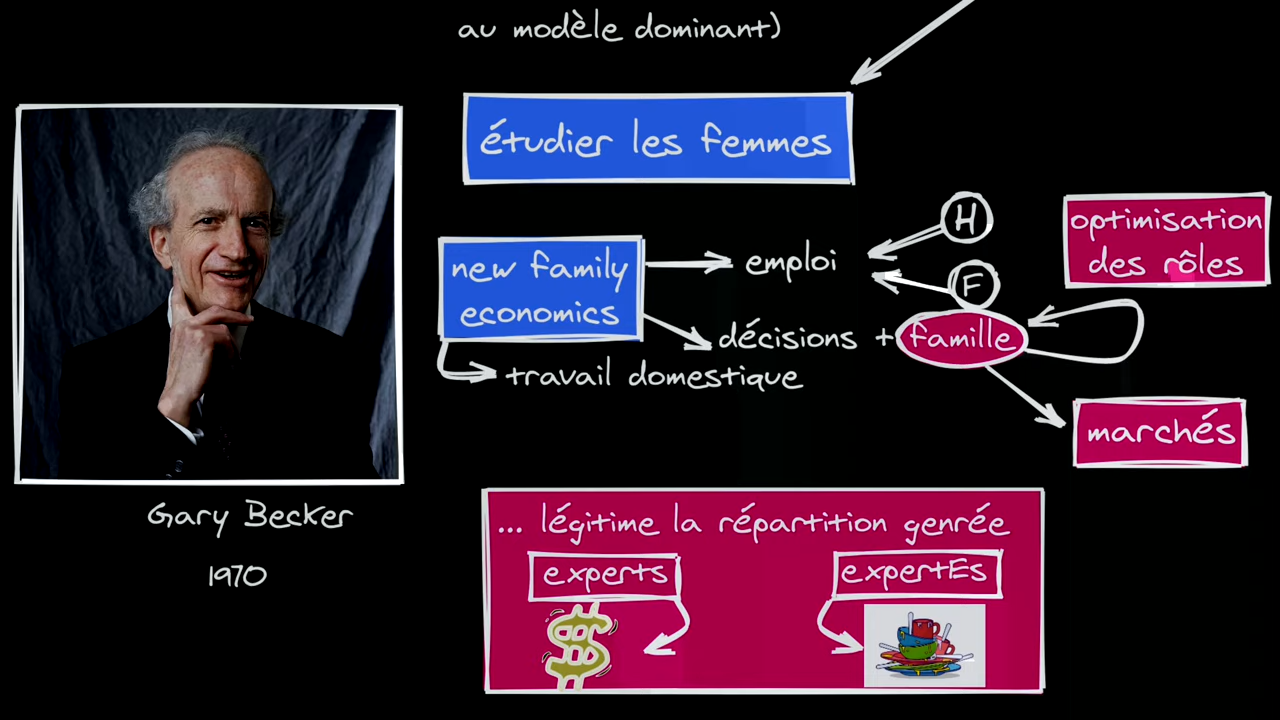 au modèle dominant)
étudier les femmes
new family
economics
emploi
H
F
optimisation
des rôles
décisions + famille
travail domestique
marchés
Gary Becker
1970
... légitime la répartition genrée
experts
expertEs
$